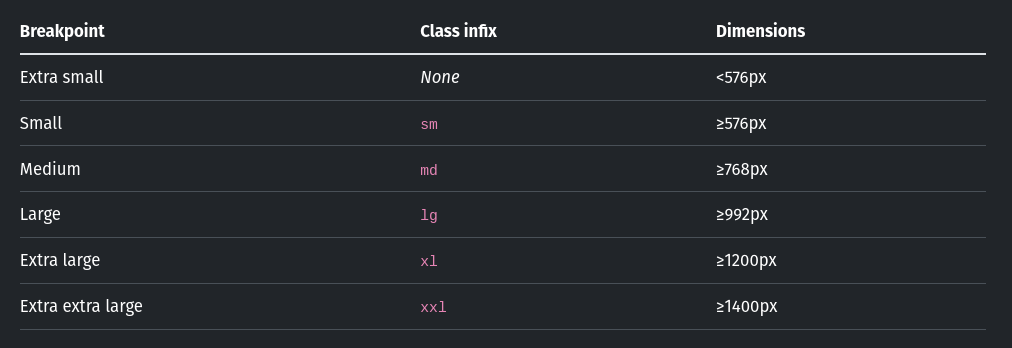 Breakpoint Class infix Dimensions
Extra small None <576px
Small sm ≥576px
Medium md ≥768px
Large lg ≥992px
Extra large xl ≥1200px
Extra extra large xxl ≥1400px